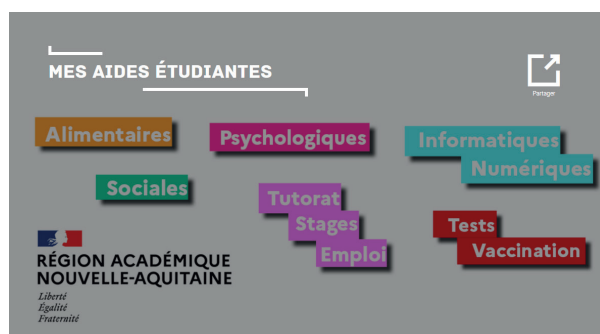 MES AIDES ÉTUDIANTES
Partager
Alimentaires
Psychologiques
Informatiques
Numériques
Sociales
Tutorat
Stages
Emploi
Tests
Vaccination
RÉGION ACADÉMIQUE
NOUVELLE-AQUITAINE
Liberté
Égalité
Fraternité